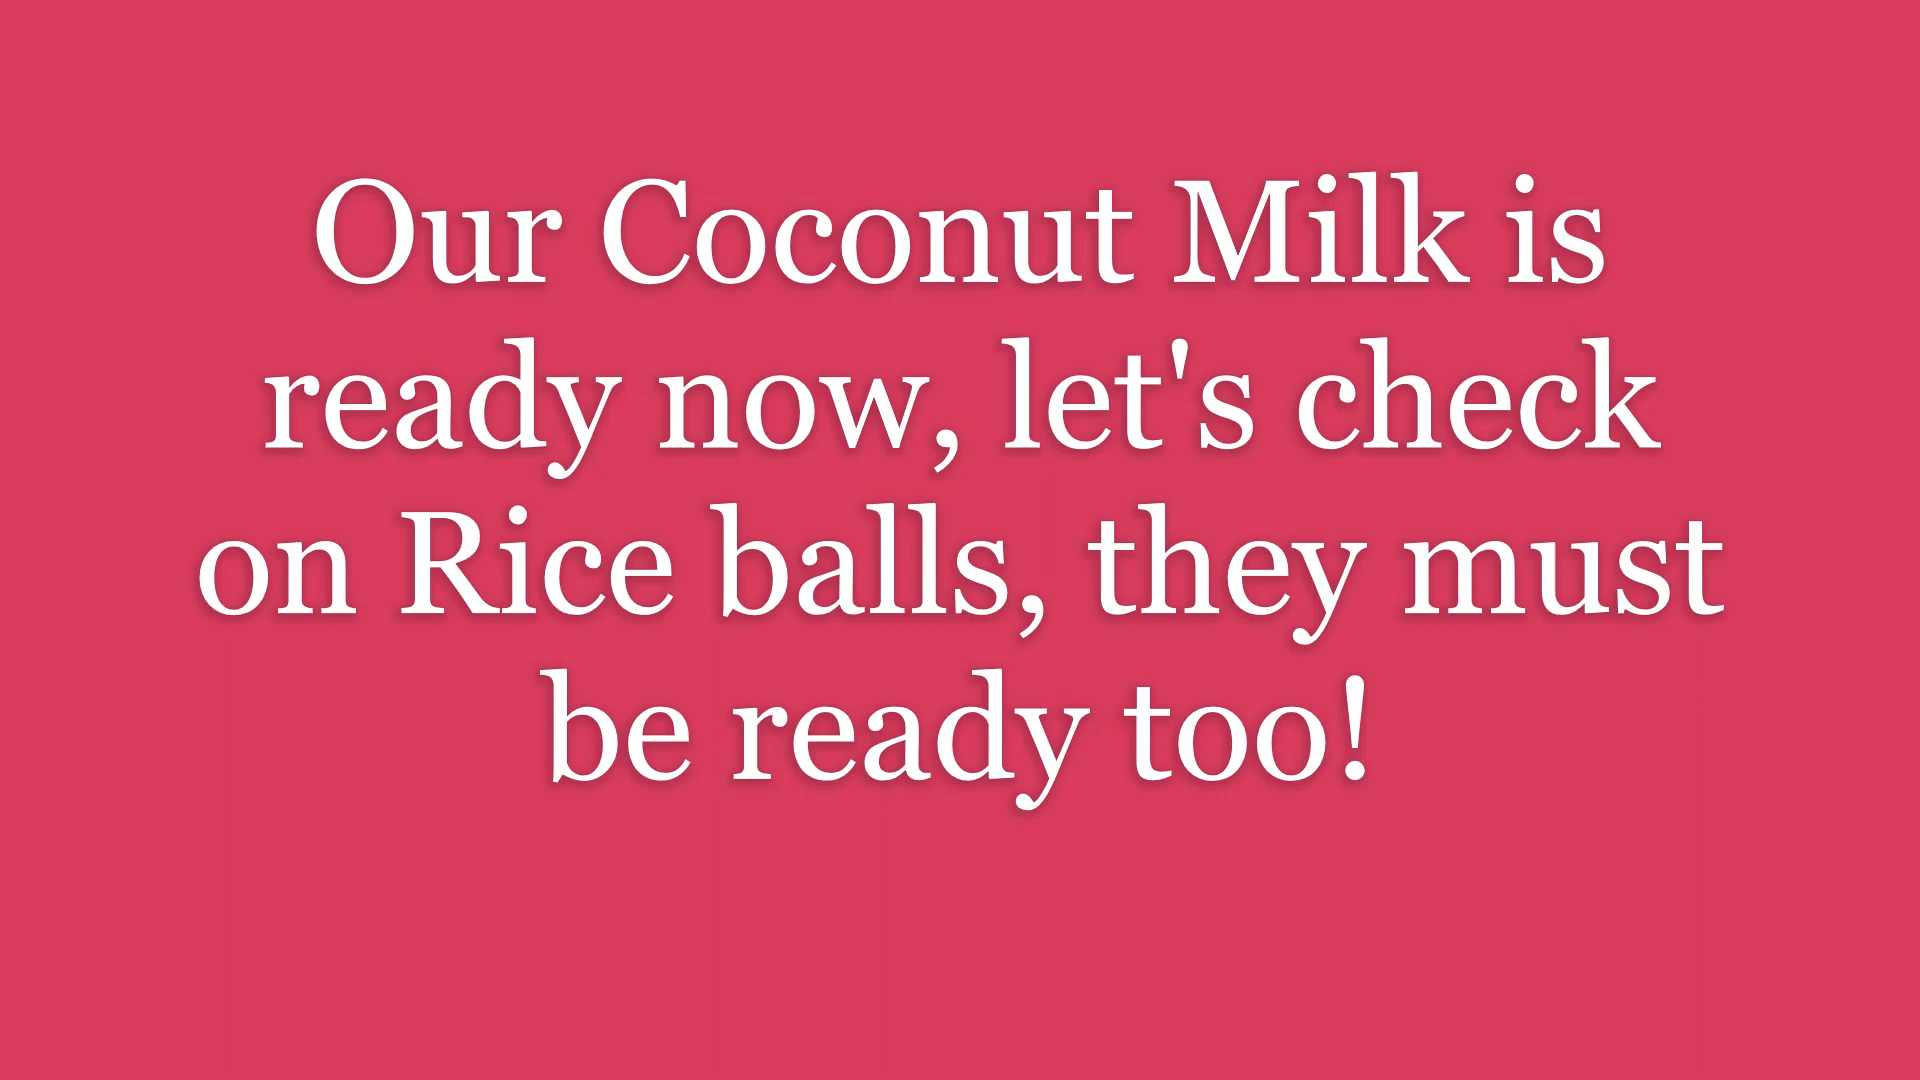 Our Coconut Milk is
ready now, let's check
on Rice balls, they must
be ready too!